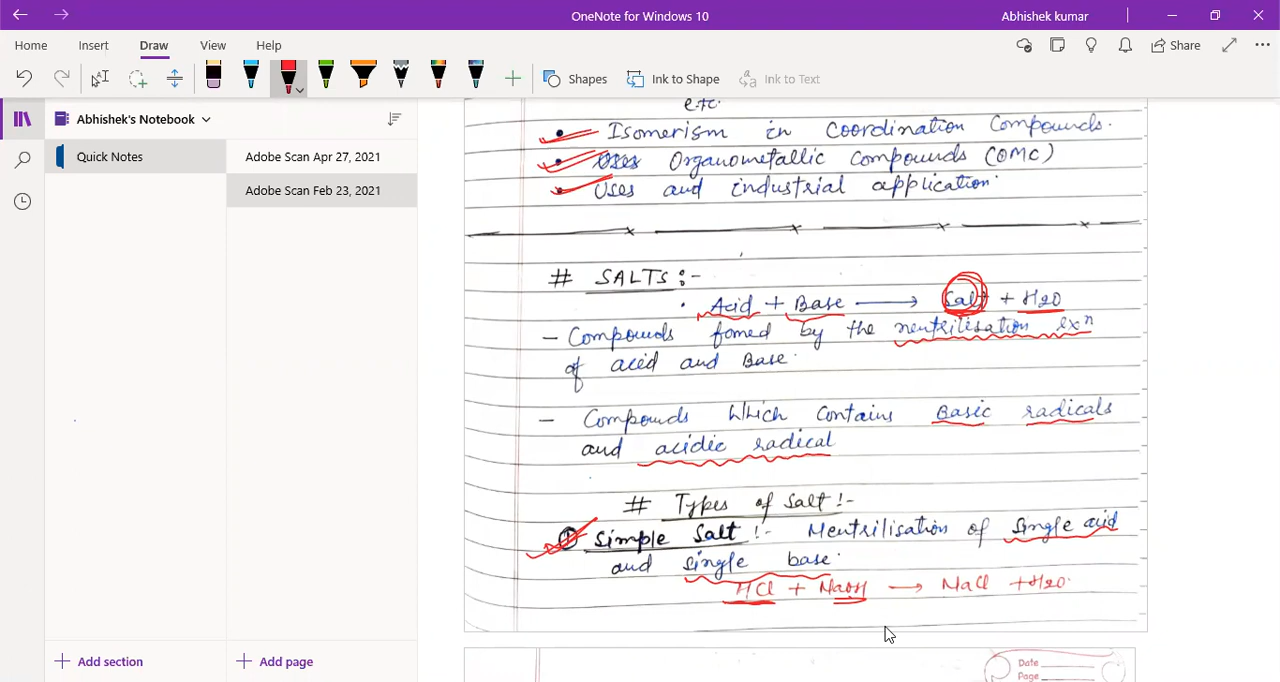 OneNote for Windows 10
Abhishek kumar
Home Insert Draw View Help
Share
Shapes Ink to Shape Ink to Text
Abhishek's Notebook
Quick Notes
Adobe Scan Apr 27, 2021
Adobe Scan Feb 23, 2021
Add section
Add page
etc.
• Isomerism in Coordination Compounds.
• Uses Organometallic Compounds (OMC)
• Uses and industrial application.
# SALTS :-
. Acid + Base → Salt + H2O
- Compounds fomed by the neutrilisation rxn
of acid and Base.
- Compounds Which Contains Basic radicals
and acidic radical
# Types of Salt :-
① Simple Salt :- Neutrilisation of single acid
and single base.
HCl + NaOH → NaCl + H2O.
Date
Page